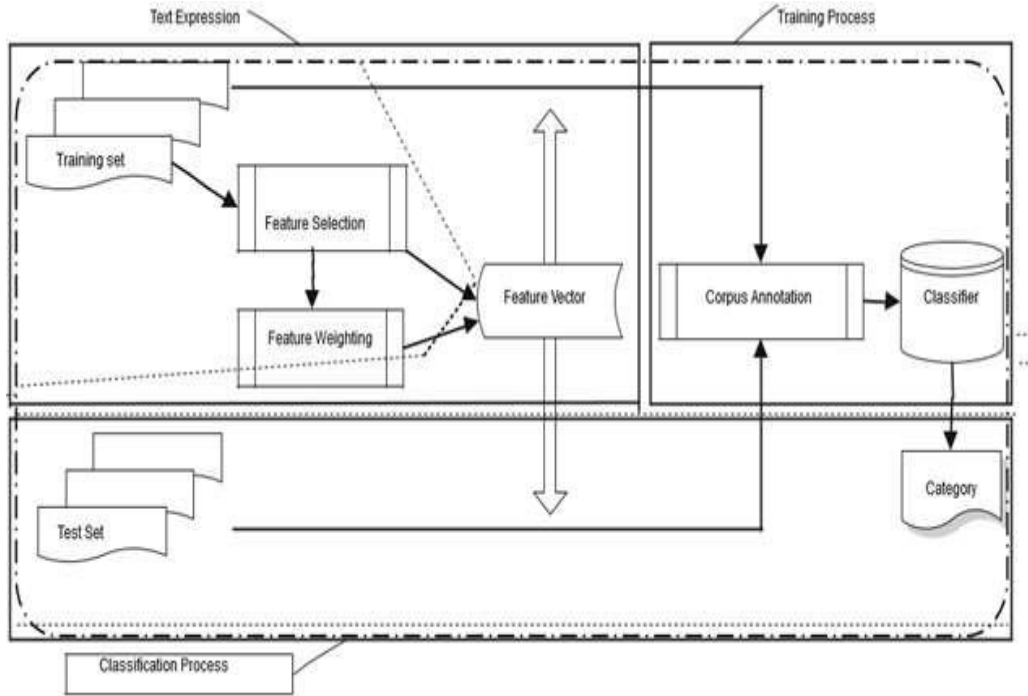 Text Expression
Training Process
Training set
Feature Selection
Feature Vector
Corpus Annotation
Classifier
Feature Weighting
Test Set
Category
Classification Process